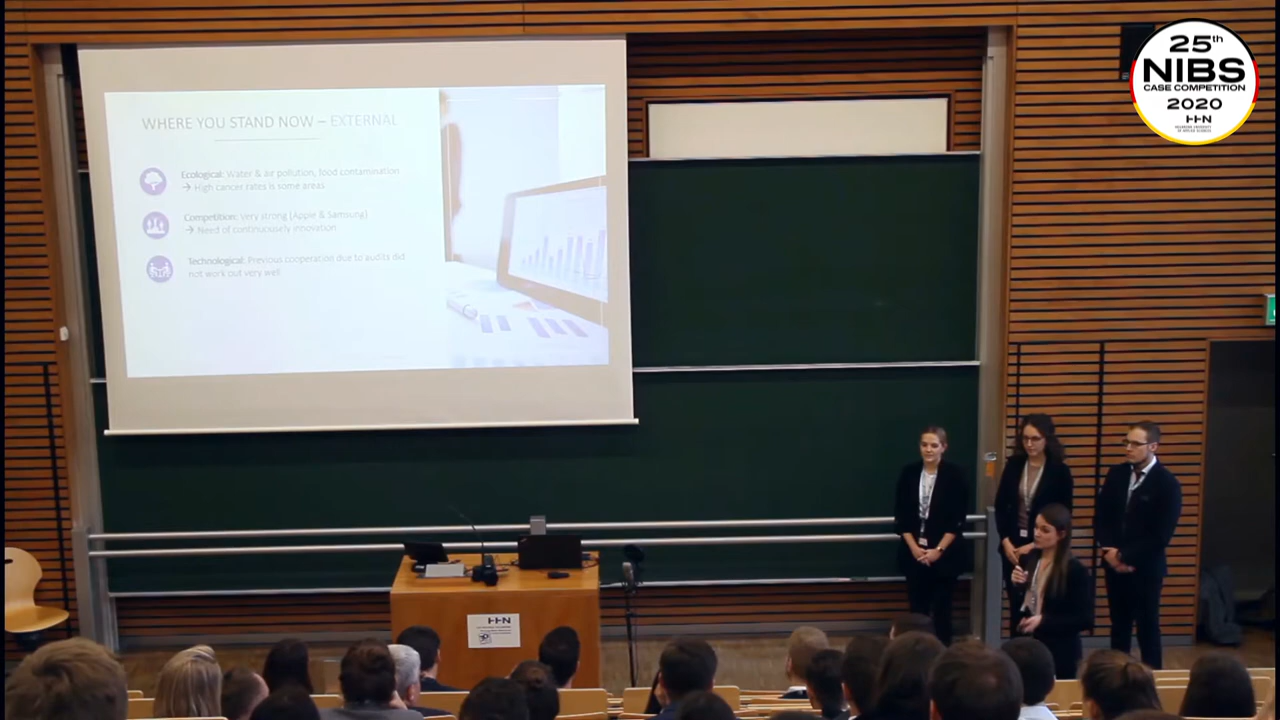 WHERE YOU STAND NOW – EXTERNAL
Ecological: Water & air pollution, food contamination
→ High cancer rates is some areas
Competition: Very strong (Apple & Samsung)
→ Need of continuously innovation
Technological: Previous cooperation due to audits did
not work out very well
25th
NIBS
CASE COMPETITION
2020
HHN
HHN